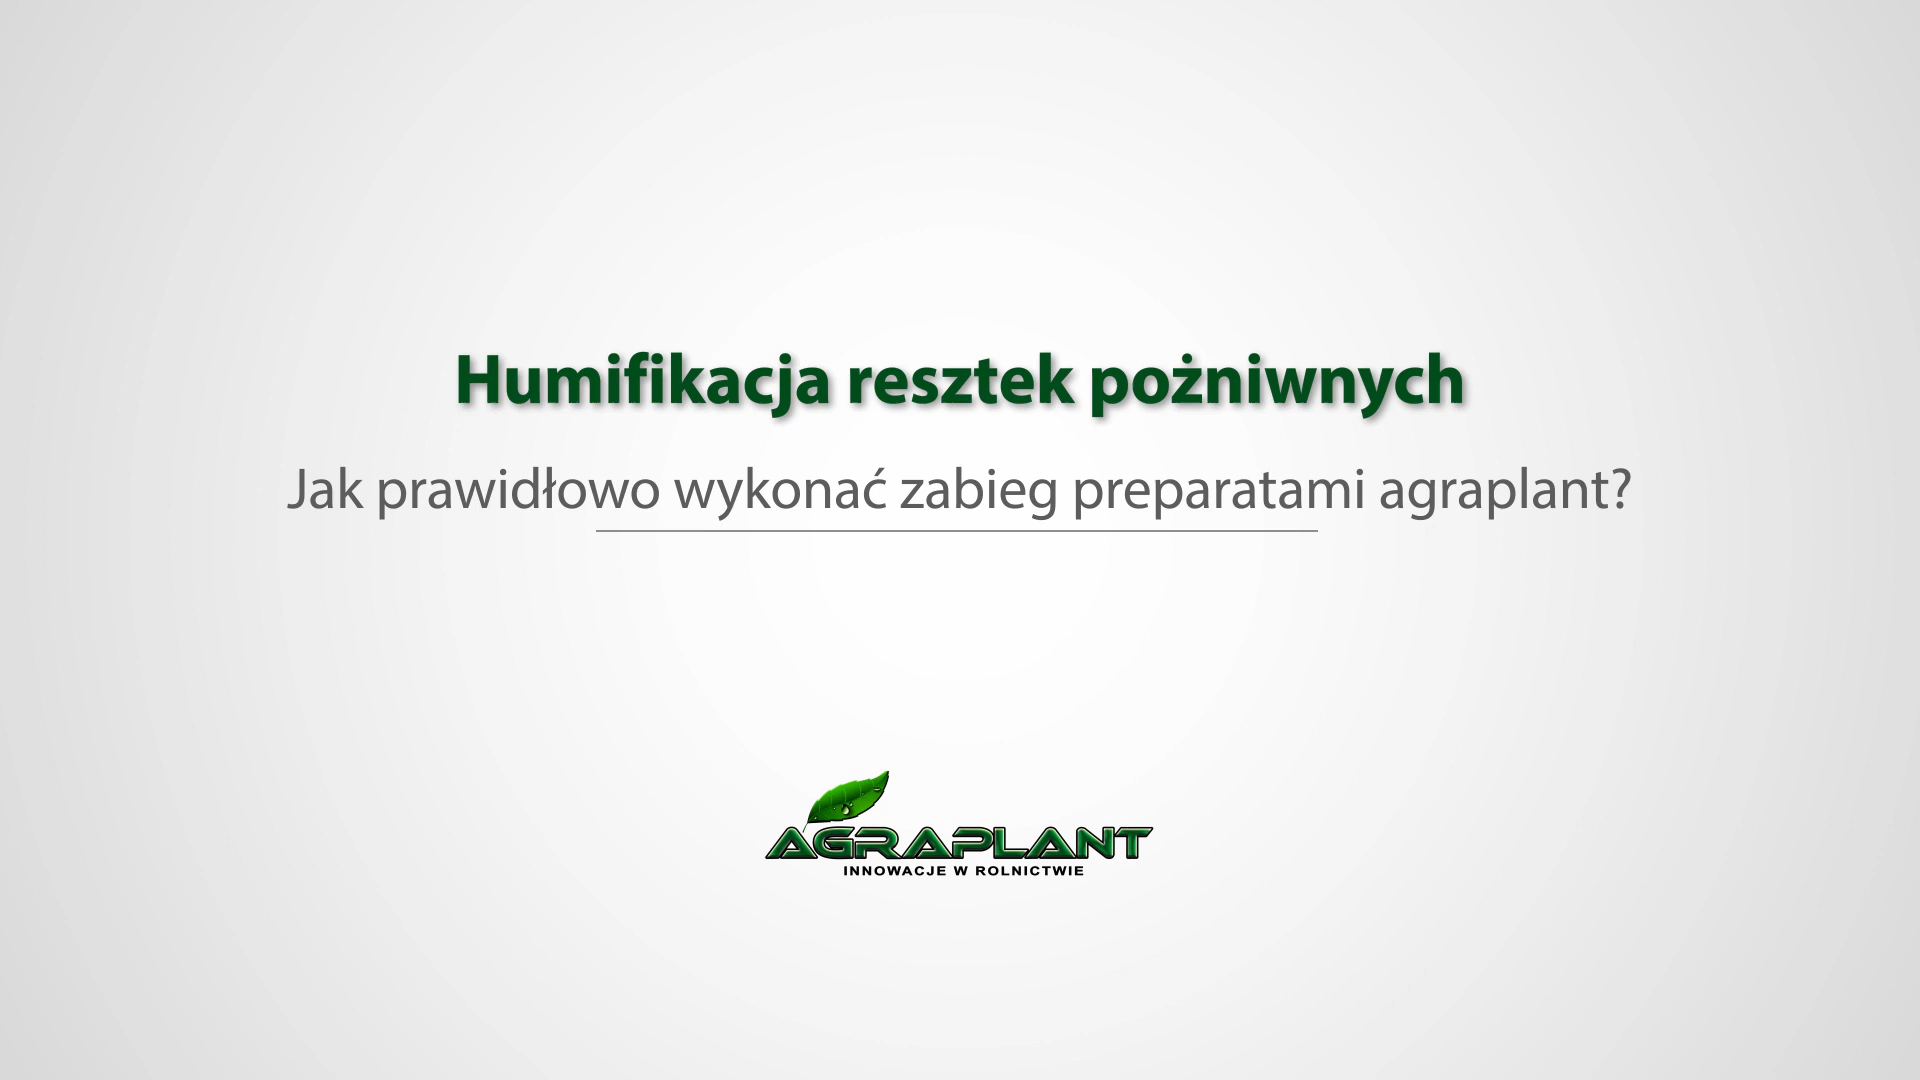 Humifikacja resztek pożniwnych
Jak prawidłowo wykonać zabieg preparatami agraplant?
AGRAPLANT
INNOWACJE W ROLNICTWIE